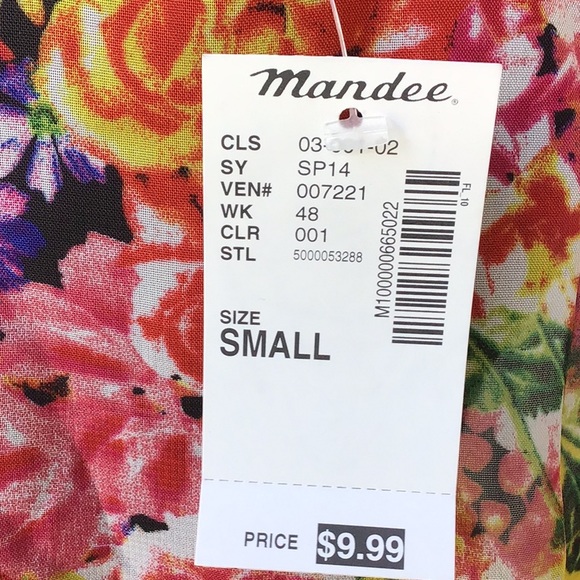 mandee®
CLS
SY SP14
VEN# 007221
WK 48
CLR 001
STL 5000053288
FL 10
M100000665022
SIZE
SMALL
PRICE $9.99